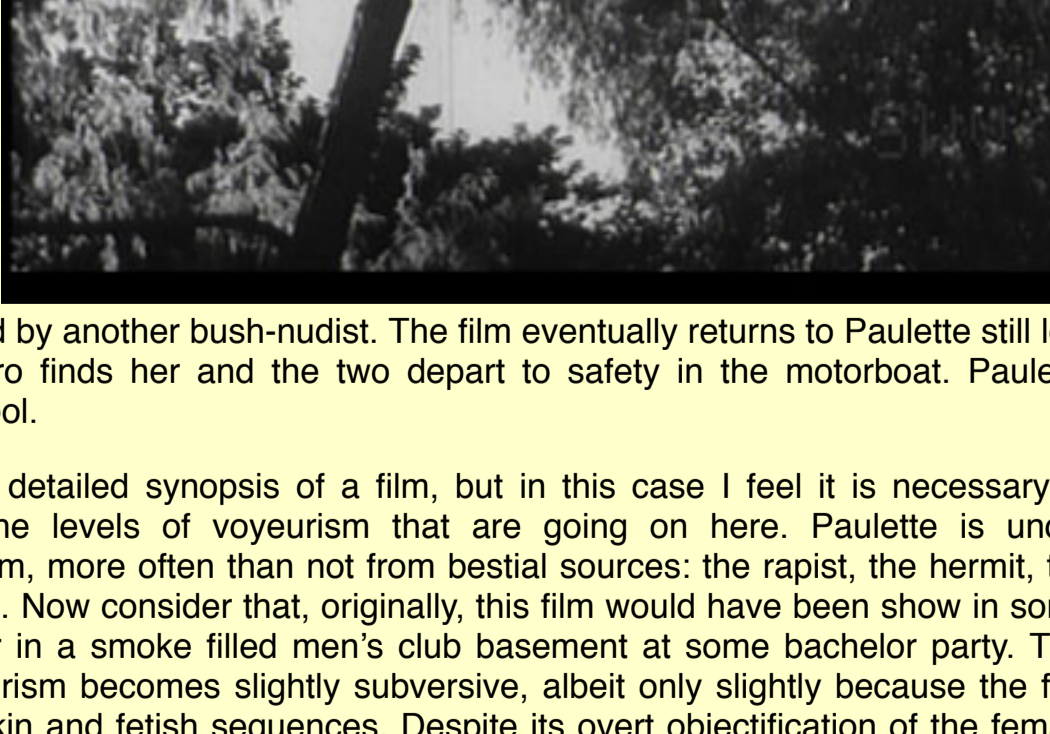 d by another bush-nudist. The film eventually returns to Paulette still l
ro finds her and the two depart to safety in the motorboat. Paule
ol.
detailed synopsis of a film, but in this case I feel it is necessary
ne levels of voyeurism that are going on here. Paulette is und
m, more often than not from bestial sources: the rapist, the hermit, t
. Now consider that, originally, this film would have been show in so
r in a smoke filled men's club basement at some bachelor party. T
rism becomes slightly subversive, albeit only slightly because the f
kin and fetish sequences. Despite its overt objectification of the fem